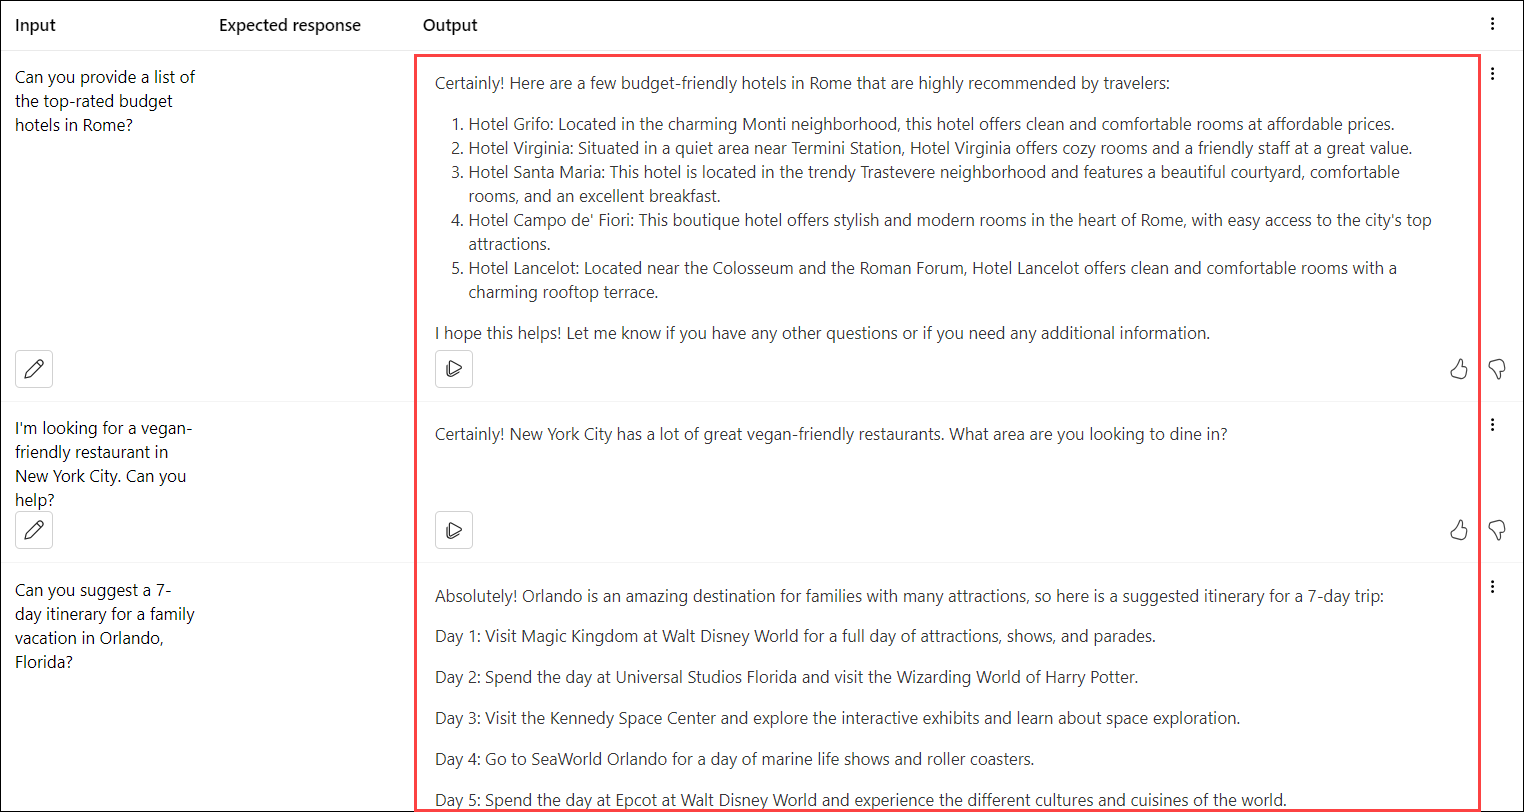 Input Expected response Output
Can you provide a list of
the top-rated budget
hotels in Rome?
Certainly! Here are a few budget-friendly hotels in Rome that are highly recommended by travelers:
1. Hotel Grifo: Located in the charming Monti neighborhood, this hotel offers clean and comfortable rooms at affordable prices.
2. Hotel Virginia: Situated in a quiet area near Termini Station, Hotel Virginia offers cozy rooms and a friendly staff at a great value.
3. Hotel Santa Maria: This hotel is located in the trendy Trastevere neighborhood and features a beautiful courtyard, comfortable
rooms, and an excellent breakfast.
4. Hotel Campo de' Fiori: This boutique hotel offers stylish and modern rooms in the heart of Rome, with easy access to the city's top
attractions.
5. Hotel Lancelot: Located near the Colosseum and the Roman Forum, Hotel Lancelot offers clean and comfortable rooms with a
charming rooftop terrace.
I hope this helps! Let me know if you have any other questions or if you need any additional information.
I'm looking for a vegan-
friendly restaurant in
New York City. Can you
help?
Certainly! New York City has a lot of great vegan-friendly restaurants. What area are you looking to dine in?
Can you suggest a 7-
day itinerary for a family
vacation in Orlando,
Florida?
Absolutely! Orlando is an amazing destination for families with many attractions, so here is a suggested itinerary for a 7-day trip:
Day 1: Visit Magic Kingdom at Walt Disney World for a full day of attractions, shows, and parades.
Day 2: Spend the day at Universal Studios Florida and visit the Wizarding World of Harry Potter.
Day 3: Visit the Kennedy Space Center and explore the interactive exhibits and learn about space exploration.
Day 4: Go to SeaWorld Orlando for a day of marine life shows and roller coasters.
Day 5: Spend the day at Epcot at Walt Disney World and experience the different cultures and cuisines of the world.